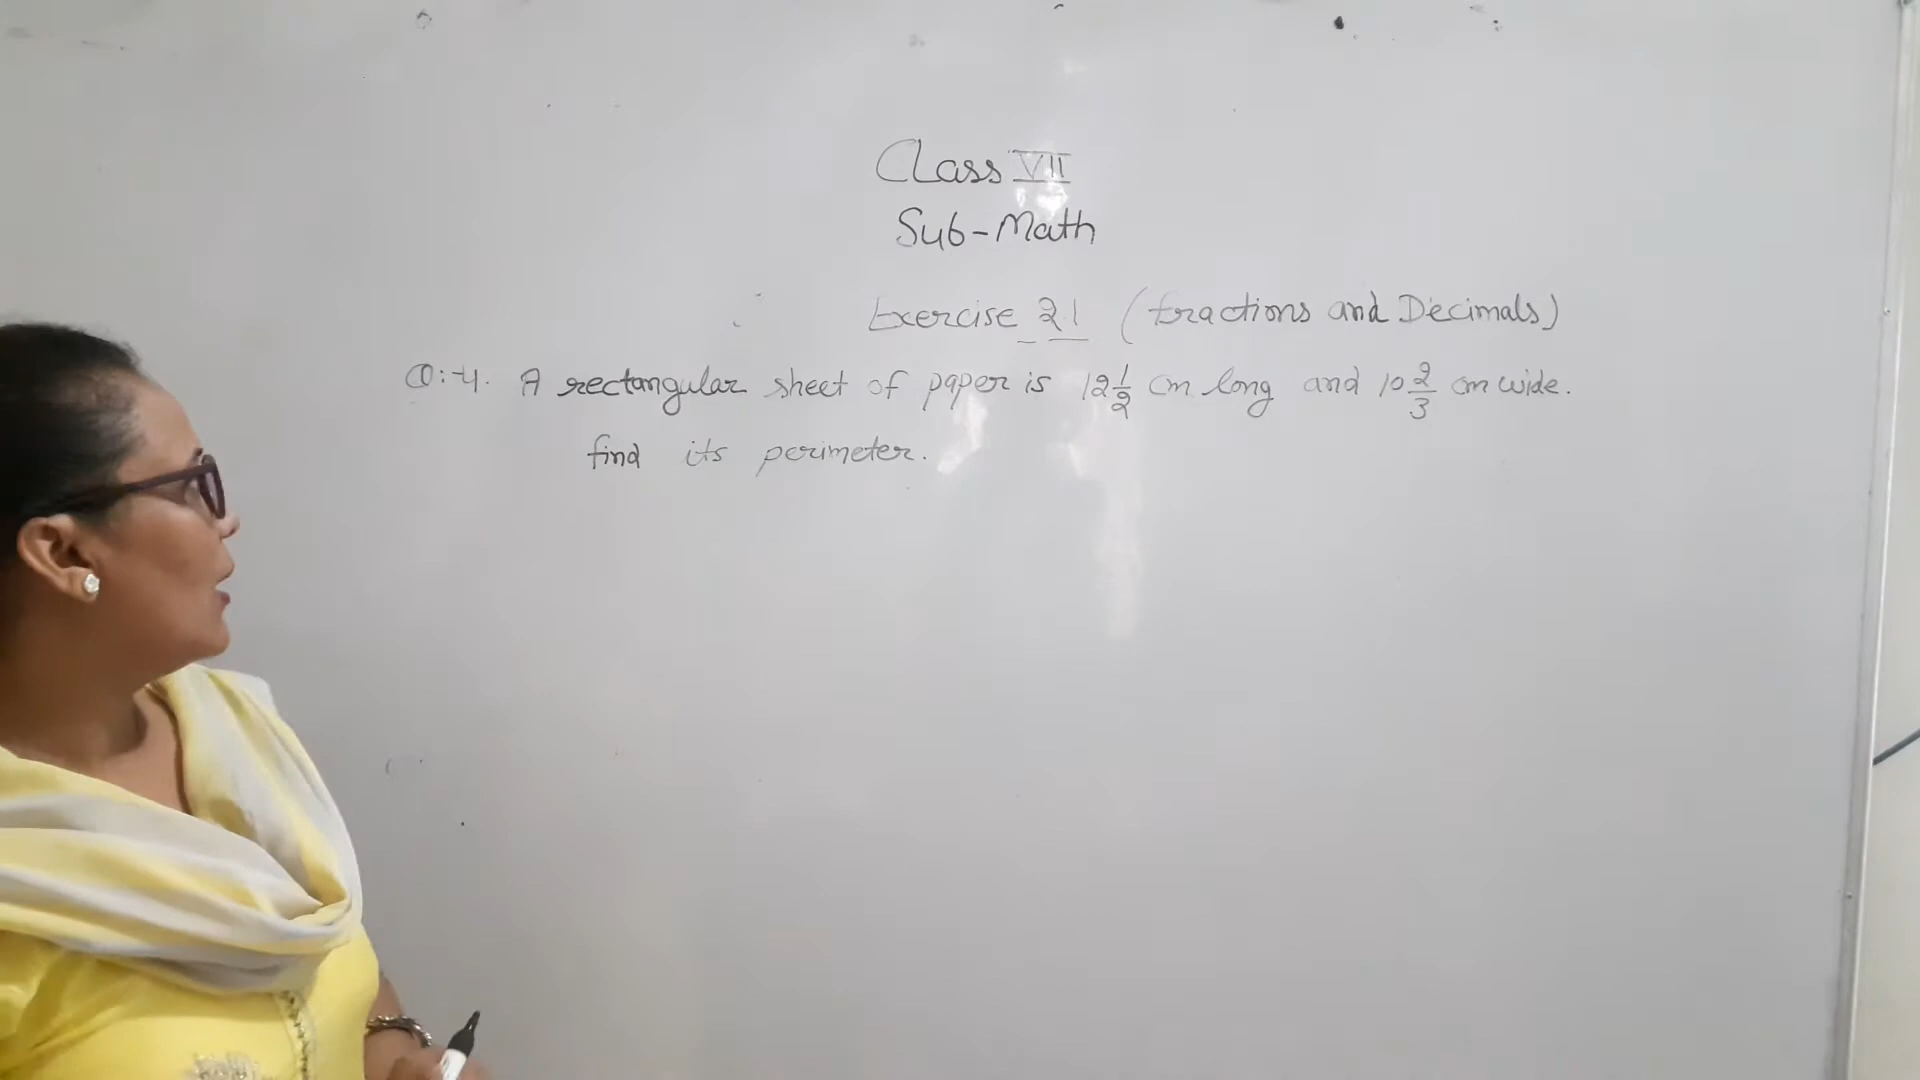 Class VII
Sub-Math
Exercise 2.1 (fractions and Decimals)
Q:-4. A rectangular sheet of paper is 12 1/2 cm long and 10 2/3 cm wide.
find its perimeter.